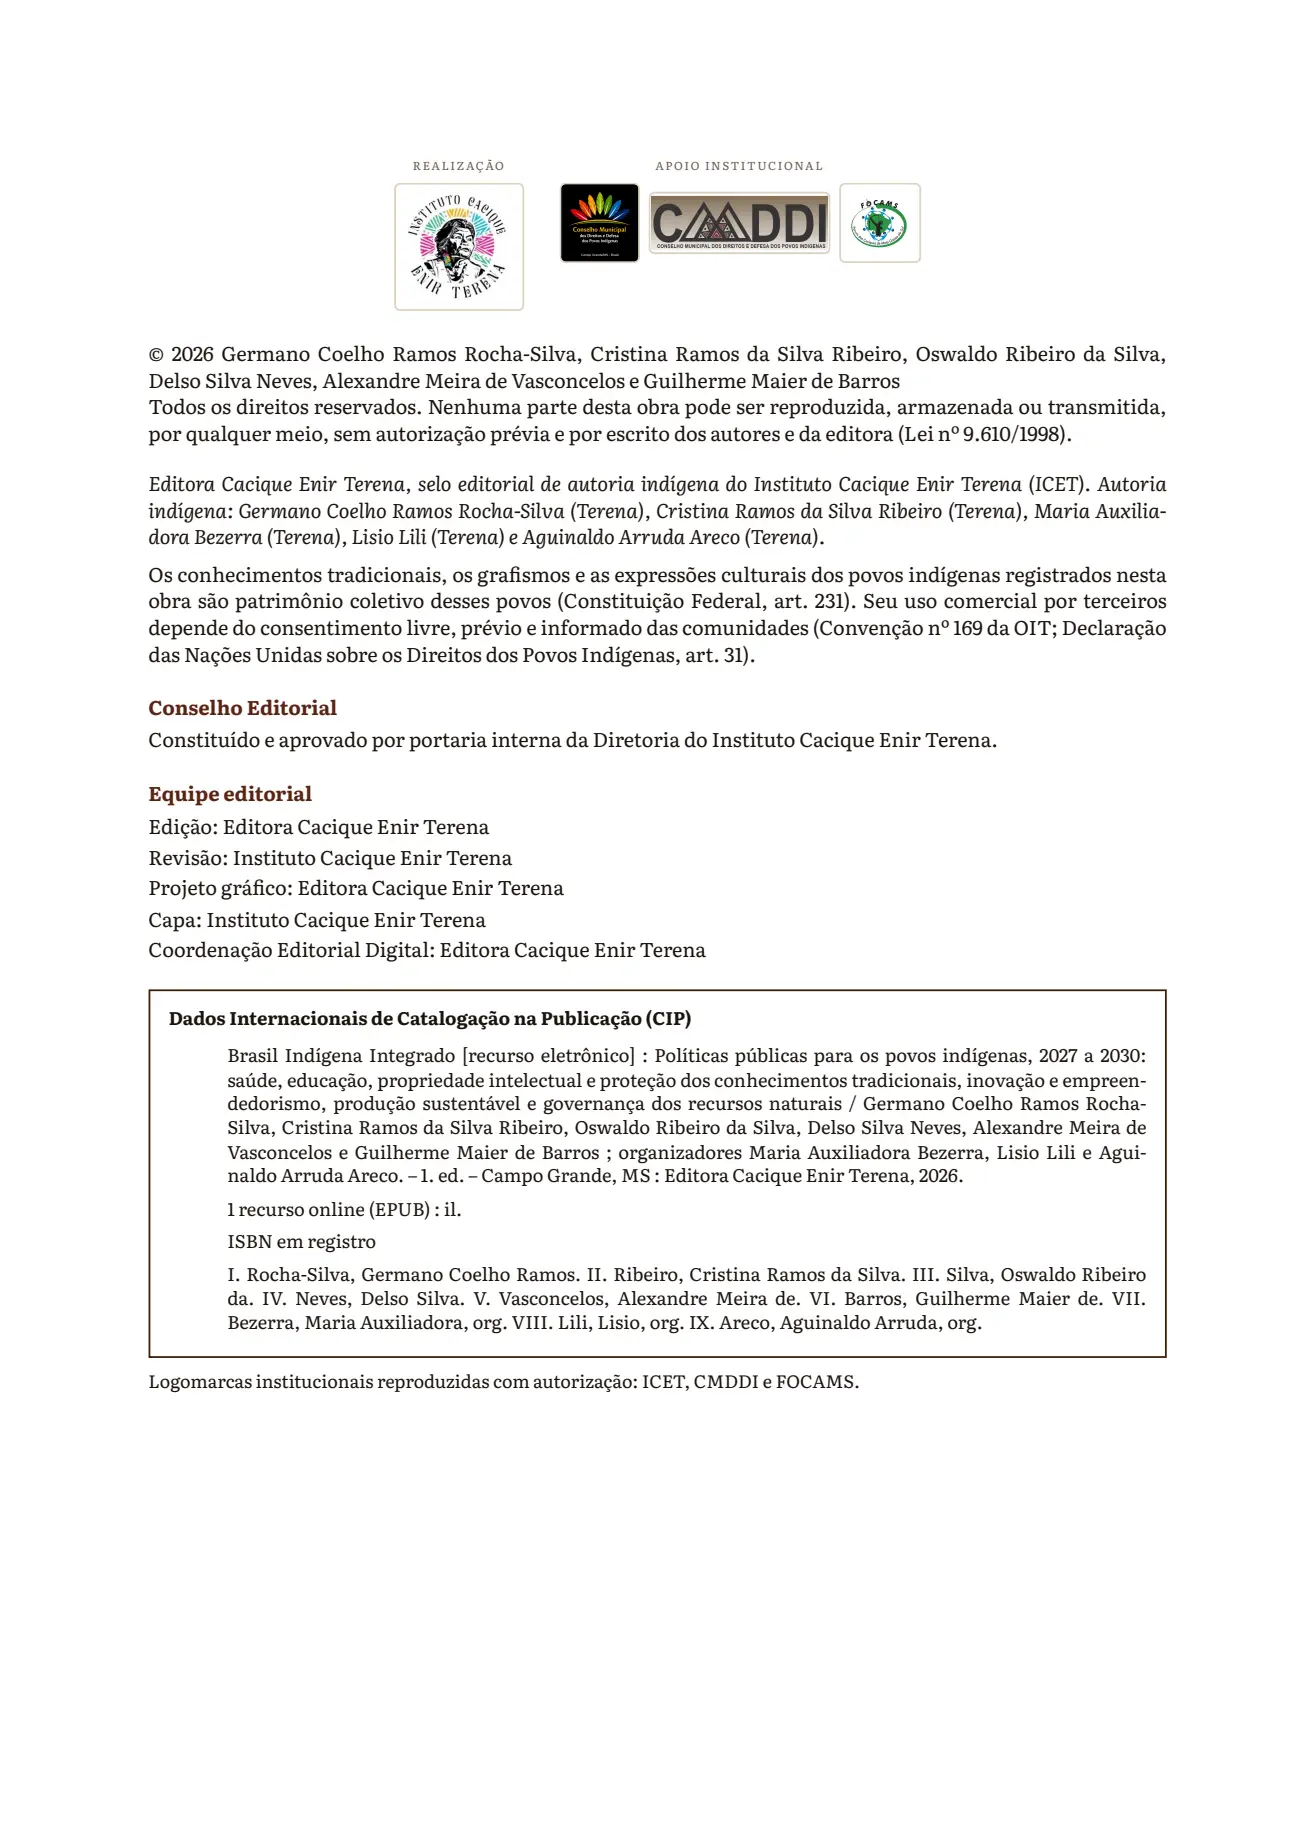 REALIZAÇÃO
APOIO INSTITUCIONAL
INSTITUTO CACIQUE
ENIR TERENA
Conselho Municipal
dos Direitos e Defesa
dos Povos Indígenas
CMDDI
CONSELHO MUNICIPAL DOS DIREITOS E DEFESA DOS POVOS INDIGENAS
FOCAMS
© 2026 Germano Coelho Ramos Rocha-Silva, Cristina Ramos da Silva Ribeiro, Oswaldo Ribeiro da Silva,
Delso Silva Neves, Alexandre Meira de Vasconcelos e Guilherme Maier de Barros
Todos os direitos reservados. Nenhuma parte desta obra pode ser reproduzida, armazenada ou transmitida,
por qualquer meio, sem autorização prévia e por escrito dos autores e da editora (Lei nº 9.610/1998).
Editora Cacique Enir Terena, selo editorial de autoria indígena do Instituto Cacique Enir Terena (ICET). Autoria
indígena: Germano Coelho Ramos Rocha-Silva (Terena), Cristina Ramos da Silva Ribeiro (Terena), Maria Auxilia-
dora Bezerra (Terena), Lisio Lili (Terena) e Aguinaldo Arruda Areco (Terena).
Os conhecimentos tradicionais, os grafismos e as expressões culturais dos povos indígenas registrados nesta
obra são patrimônio coletivo desses povos (Constituição Federal, art. 231). Seu uso comercial por terceiros
depende do consentimento livre, prévio e informado das comunidades (Convenção nº 169 da OIT; Declaração
das Nações Unidas sobre os Direitos dos Povos Indígenas, art. 31).
Conselho Editorial
Constituído e aprovado por portaria interna da Diretoria do Instituto Cacique Enir Terena.
Equipe editorial
Edição: Editora Cacique Enir Terena
Revisão: Instituto Cacique Enir Terena
Projeto gráfico: Editora Cacique Enir Terena
Capa: Instituto Cacique Enir Terena
Coordenação Editorial Digital: Editora Cacique Enir Terena
Dados Internacionais de Catalogação na Publicação (CIP)
Brasil Indígena Integrado [recurso eletrônico] : Políticas públicas para os povos indígenas, 2027 a 2030:
saúde, educação, propriedade intelectual e proteção dos conhecimentos tradicionais, inovação e empreen-
dedorismo, produção sustentável e governança dos recursos naturais / Germano Coelho Ramos Rocha-
Silva, Cristina Ramos da Silva Ribeiro, Oswaldo Ribeiro da Silva, Delso Silva Neves, Alexandre Meira de
Vasconcelos e Guilherme Maier de Barros ; organizadores Maria Auxiliadora Bezerra, Lisio Lili e Agui-
naldo Arruda Areco. – 1. ed. – Campo Grande, MS : Editora Cacique Enir Terena, 2026.
1 recurso online (EPUB) : il.
ISBN em registro
I. Rocha-Silva, Germano Coelho Ramos. II. Ribeiro, Cristina Ramos da Silva. III. Silva, Oswaldo Ribeiro
da. IV. Neves, Delso Silva. V. Vasconcelos, Alexandre Meira de. VI. Barros, Guilherme Maier de. VII.
Bezerra, Maria Auxiliadora, org. VIII. Lili, Lisio, org. IX. Areco, Aguinaldo Arruda, org.
Logomarcas institucionais reproduzidas com autorização: ICET, CMDDI e FOCAMS.